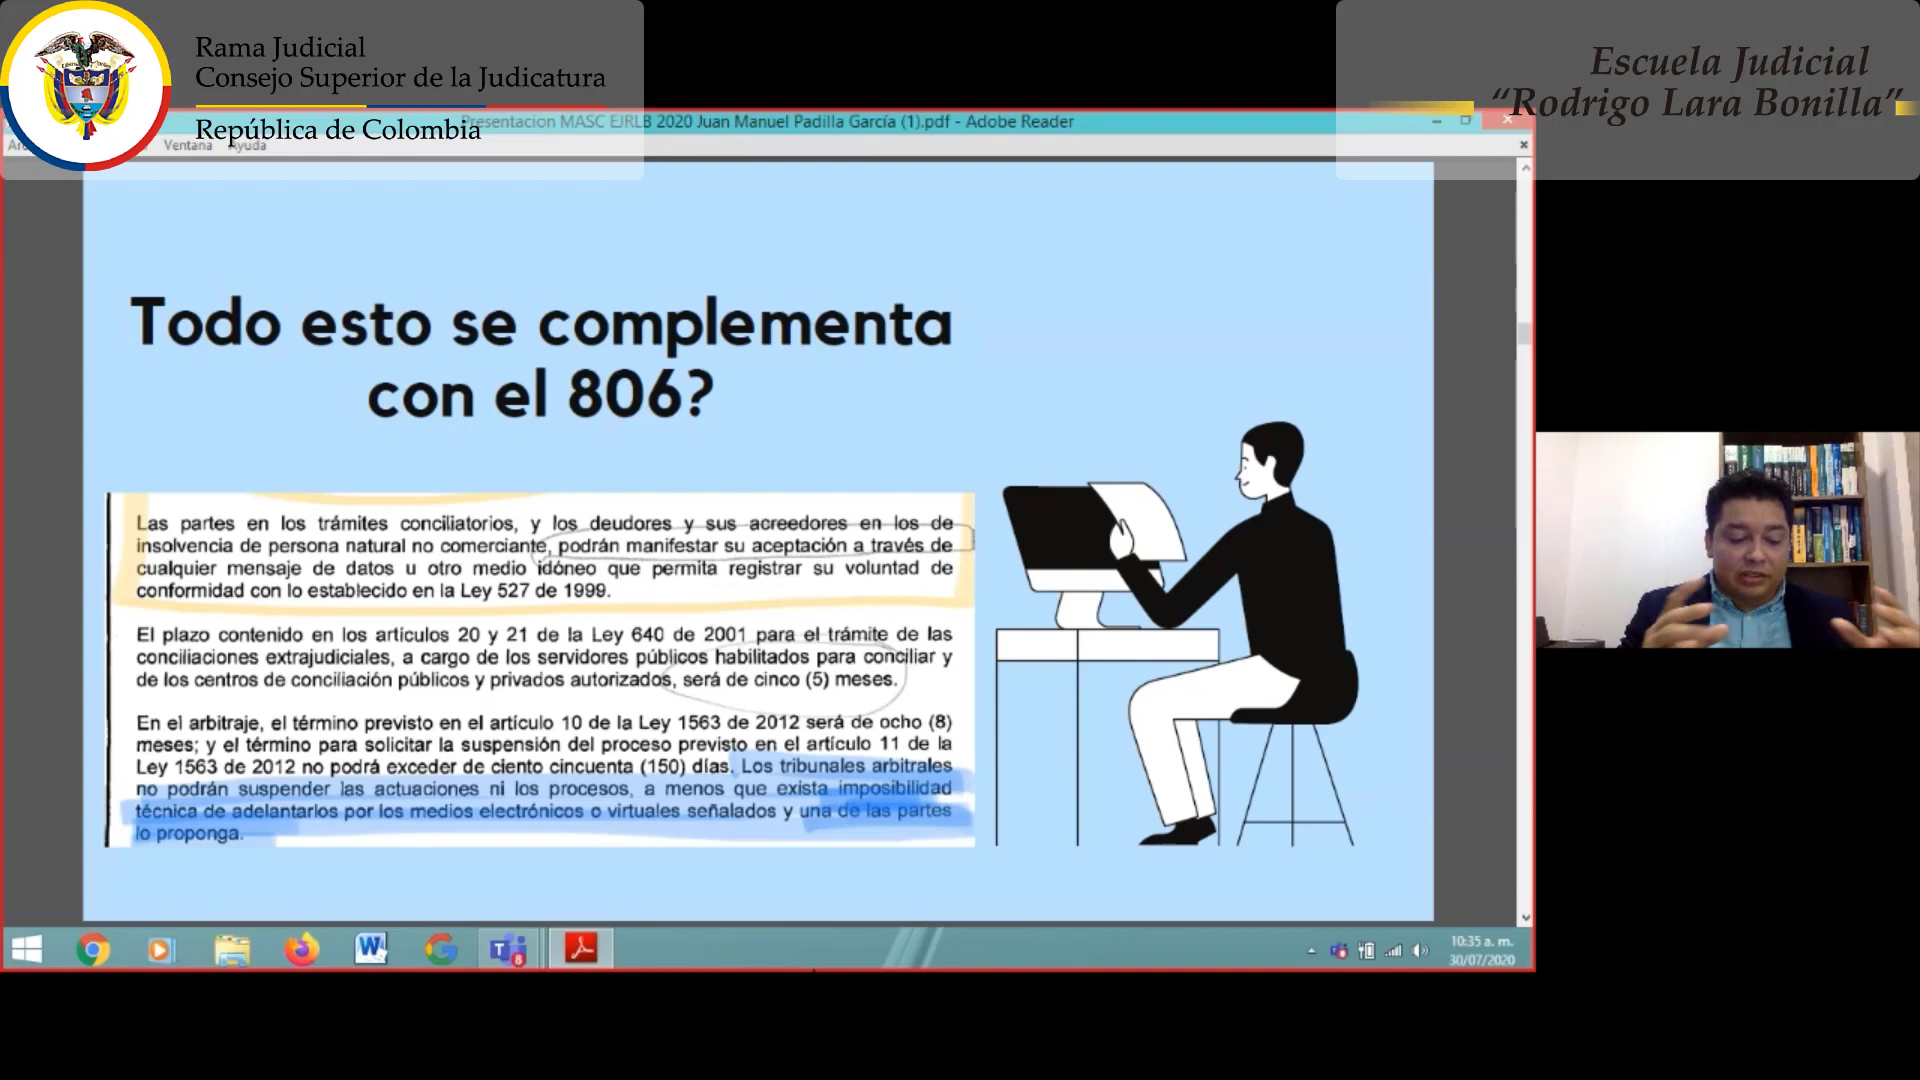 Rama Judicial
Consejo Superior de la Judicatura
República de Colombia
Escuela Judicial
“Rodrigo Lara Bonilla”
Presentacion MASC EJRLB 2020 Juan Manuel Padilla García (1).pdf - Adobe Reader
Ventana Ayuda
Todo esto se complementa
con el 806?
Las partes en los trámites conciliatorios, y los deudores y sus acreedores en los de
insolvencia de persona natural no comerciante, podrán manifestar su aceptación a través de
cualquier mensaje de datos u otro medio idóneo que permita registrar su voluntad de
conformidad con lo establecido en la Ley 527 de 1999.
El plazo contenido en los artículos 20 y 21 de la Ley 640 de 2001 para el trámite de las
conciliaciones extrajudiciales, a cargo de los servidores públicos habilitados para conciliar y
de los centros de conciliación públicos y privados autorizados, será de cinco (5) meses.
En el arbitraje, el término previsto en el artículo 10 de la Ley 1563 de 2012 será de ocho (8)
meses; y el término para solicitar la suspensión del proceso previsto en el artículo 11 de la
Ley 1563 de 2012 no podrá exceder de ciento cincuenta (150) días. Los tribunales arbitrales
no podrán suspender las actuaciones ni los procesos, a menos que exista imposibilidad
técnica de adelantarlos por los medios electrónicos o virtuales señalados y una de las partes
lo proponga.
10:35 a. m.
30/07/2020